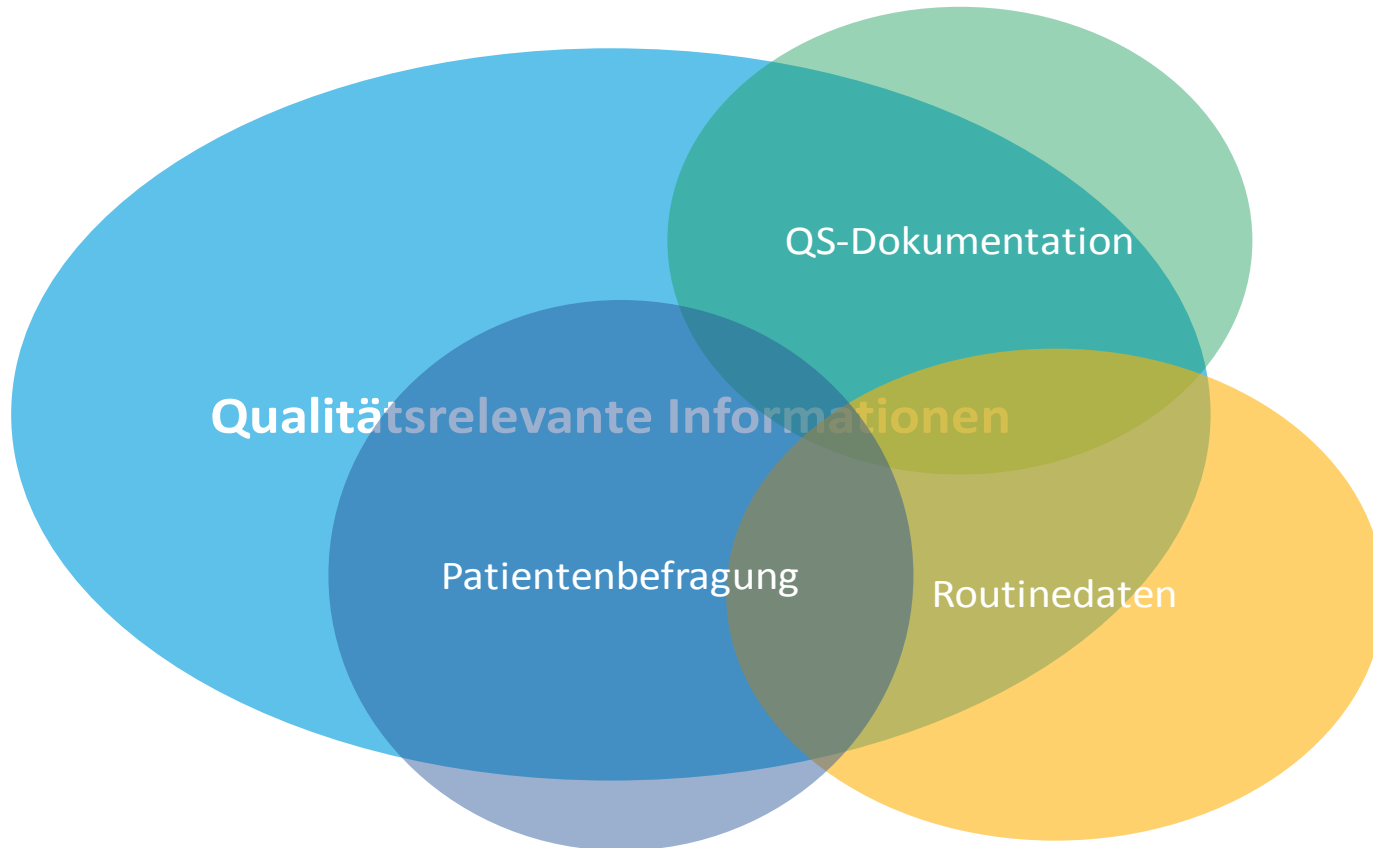 QS-Dokumentation
Qualitätsrelevante Informationen
Patientenbefragung
Routinedaten